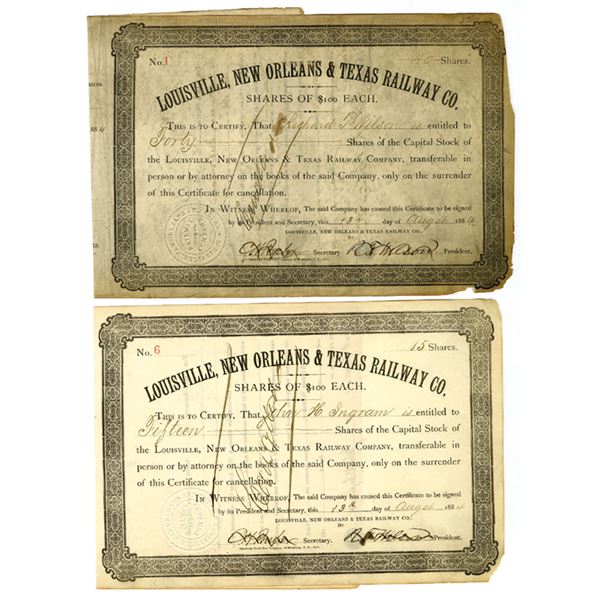 No. 1
40 Shares.
LOUISVILLE, NEW ORLEANS & TEXAS RAILWAY CO.
SHARES OF $100 EACH.
THIS IS TO CERTIFY, That Richard T. Wilson is entitled to
Forty Shares of the Capital Stock of
the LOUISVILLE, NEW ORLEANS & TEXAS RAILWAY COMPANY, transferable in
person or by attorney on the books of the said Company, only on the surrender
of this Certificate for cancellation.
IN WITNESS WHEREOF, The said Company has caused this Certificate to be signed
by its President and Secretary, this 13th day of Augst 1884
LOUISVILLE, NEW ORLEANS & TEXAS RAILWAY CO.
BY
Secretary. President.
No. 6
15 Shares.
LOUISVILLE, NEW ORLEANS & TEXAS RAILWAY CO.
SHARES OF $100 EACH.
THIS IS TO CERTIFY, That John H. Ingram is entitled to
Fifteen Shares of the Capital Stock of
the LOUISVILLE, NEW ORLEANS & TEXAS RAILWAY COMPANY, transferable in
person or by attorney on the books of the said Company, only on the surrender
of this Certificate for cancellation.
IN WITNESS WHEREOF, The said Company has caused this Certificate to be signed
by its President and Secretary, this 13th day of Augst 1884
LOUISVILLE, NEW ORLEANS & TEXAS RAILWAY CO.
BY
Secretary. President.